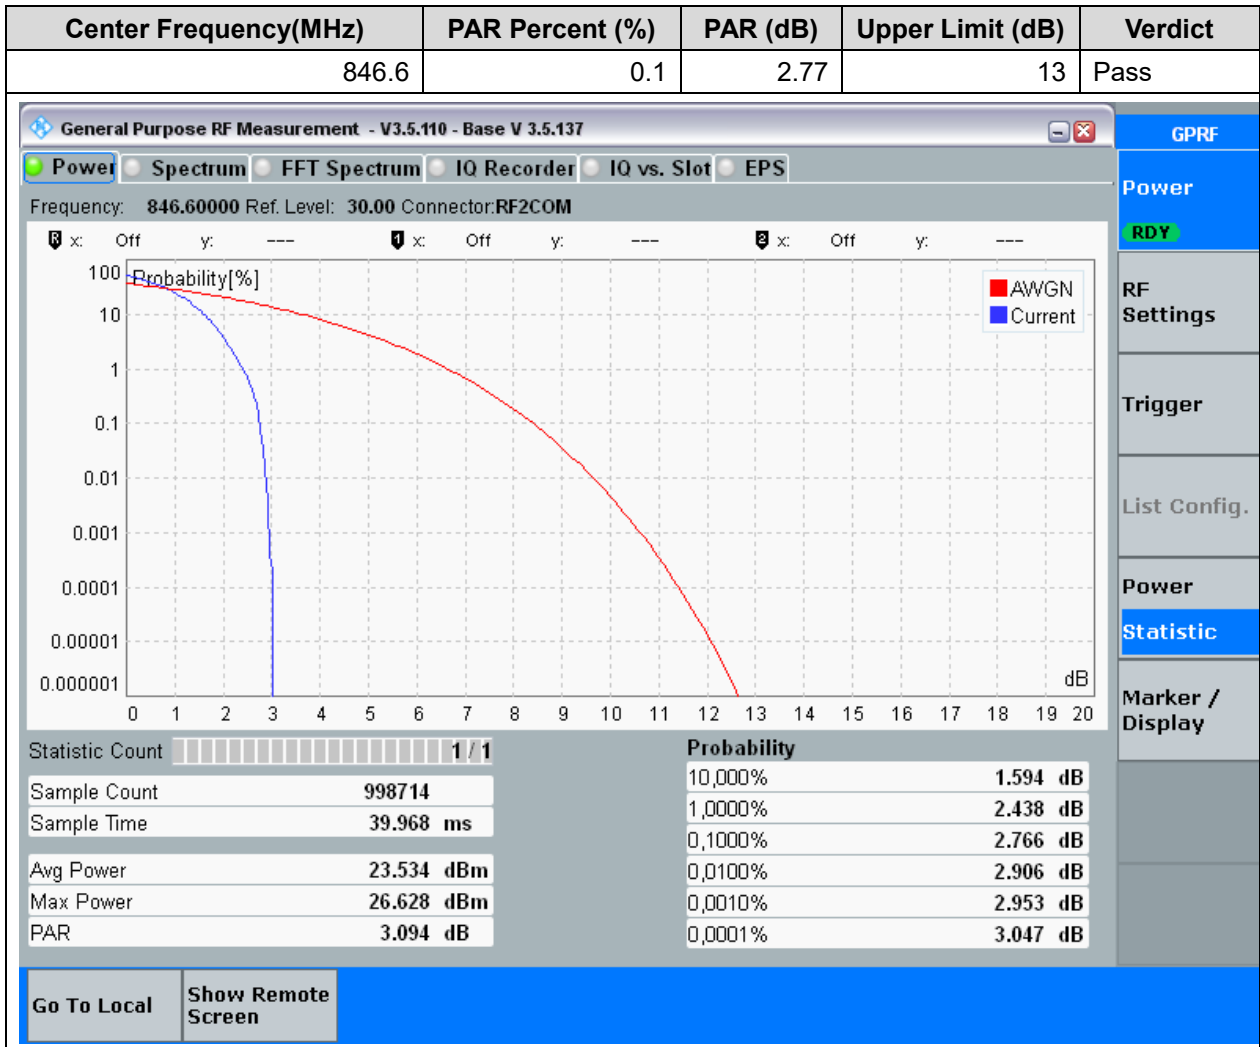 Center Frequency(MHz) PAR Percent (%) PAR (dB) Upper Limit (dB) Verdict
846.6 0.1 2.77 13 Pass
General Purpose RF Measurement - V3.5.110 - Base V 3.5.137
GPRF
Power Spectrum FFT Spectrum IQ Recorder IQ vs. Slot EPS
Power
RDY
Frequency: 846.60000 Ref. Level: 30.00 Connector:RF2COM
R x: Off y: --- 1 x: Off y: --- 2 x: Off y: ---
Probability[%]
AWGN
Current
100
10
1
0.1
0.01
0.001
0.0001
0.00001
0.000001
dB
0 1 2 3 4 5 6 7 8 9 10 11 12 13 14 15 16 17 18 19 20
RF
Settings
Trigger
List Config.
Power
Statistic
Marker /
Display
Statistic Count 1 / 1
Sample Count 998714
Sample Time 39.968 ms
Avg Power 23.534 dBm
Max Power 26.628 dBm
PAR 3.094 dB
Probability
10,000% 1.594 dB
1,0000% 2.438 dB
0,1000% 2.766 dB
0,0100% 2.906 dB
0,0010% 2.953 dB
0,0001% 3.047 dB
Go To Local
Show Remote
Screen